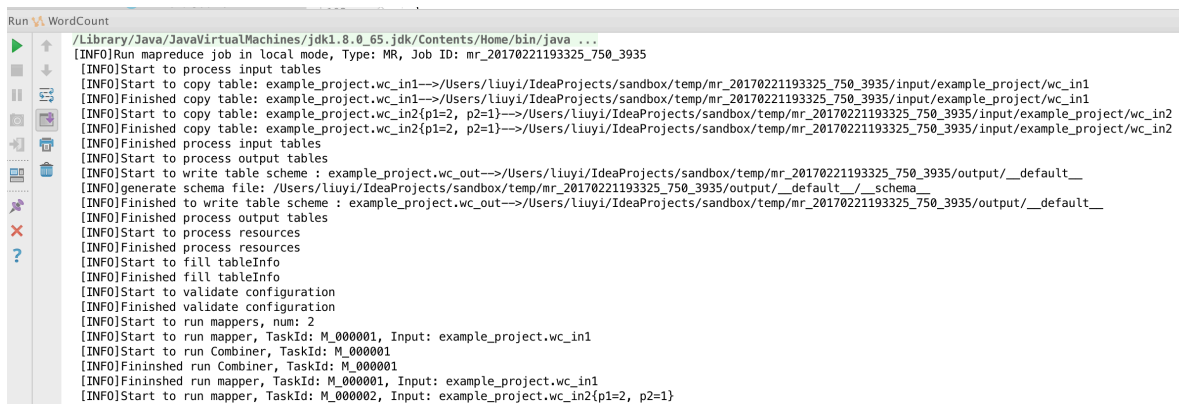 Run WordCount
/Library/Java/JavaVirtualMachines/jdk1.8.0_65.jdk/Contents/Home/bin/java ...
[INFO]Run mapreduce job in local mode, Type: MR, Job ID: mr_20170221193325_750_3935
[INFO]Start to process input tables
[INFO]Start to copy table: example_project.wc_in1-->/Users/liuyi/IdeaProjects/sandbox/temp/mr_20170221193325_750_3935/input/example_project/wc_in1
[INFO]Finished copy table: example_project.wc_in1-->/Users/liuyi/IdeaProjects/sandbox/temp/mr_20170221193325_750_3935/input/example_project/wc_in1
[INFO]Start to copy table: example_project.wc_in2{p1=2, p2=1}-->/Users/liuyi/IdeaProjects/sandbox/temp/mr_20170221193325_750_3935/input/example_project/wc_in2
[INFO]Finished copy table: example_project.wc_in2{p1=2, p2=1}-->/Users/liuyi/IdeaProjects/sandbox/temp/mr_20170221193325_750_3935/input/example_project/wc_in2
[INFO]Finished process input tables
[INFO]Start to process output tables
[INFO]Start to write table scheme : example_project.wc_out-->/Users/liuyi/IdeaProjects/sandbox/temp/mr_20170221193325_750_3935/output/__default__
[INFO]generate schema file: /Users/liuyi/IdeaProjects/sandbox/temp/mr_20170221193325_750_3935/output/__default__/__schema__
[INFO]Finished to write table scheme : example_project.wc_out-->/Users/liuyi/IdeaProjects/sandbox/temp/mr_20170221193325_750_3935/output/__default__
[INFO]Finished process output tables
[INFO]Start to process resources
[INFO]Finished process resources
[INFO]Start to fill tableInfo
[INFO]Finished fill tableInfo
[INFO]Start to validate configuration
[INFO]Finished validate configuration
[INFO]Start to run mappers, num: 2
[INFO]Start to run mapper, TaskId: M_000001, Input: example_project.wc_in1
[INFO]Start to run Combiner, TaskId: M_000001
[INFO]Fininshed run Combiner, TaskId: M_000001
[INFO]Fininshed run mapper, TaskId: M_000001, Input: example_project.wc_in1
[INFO]Start to run mapper, TaskId: M_000002, Input: example_project.wc_in2{p1=2, p2=1}